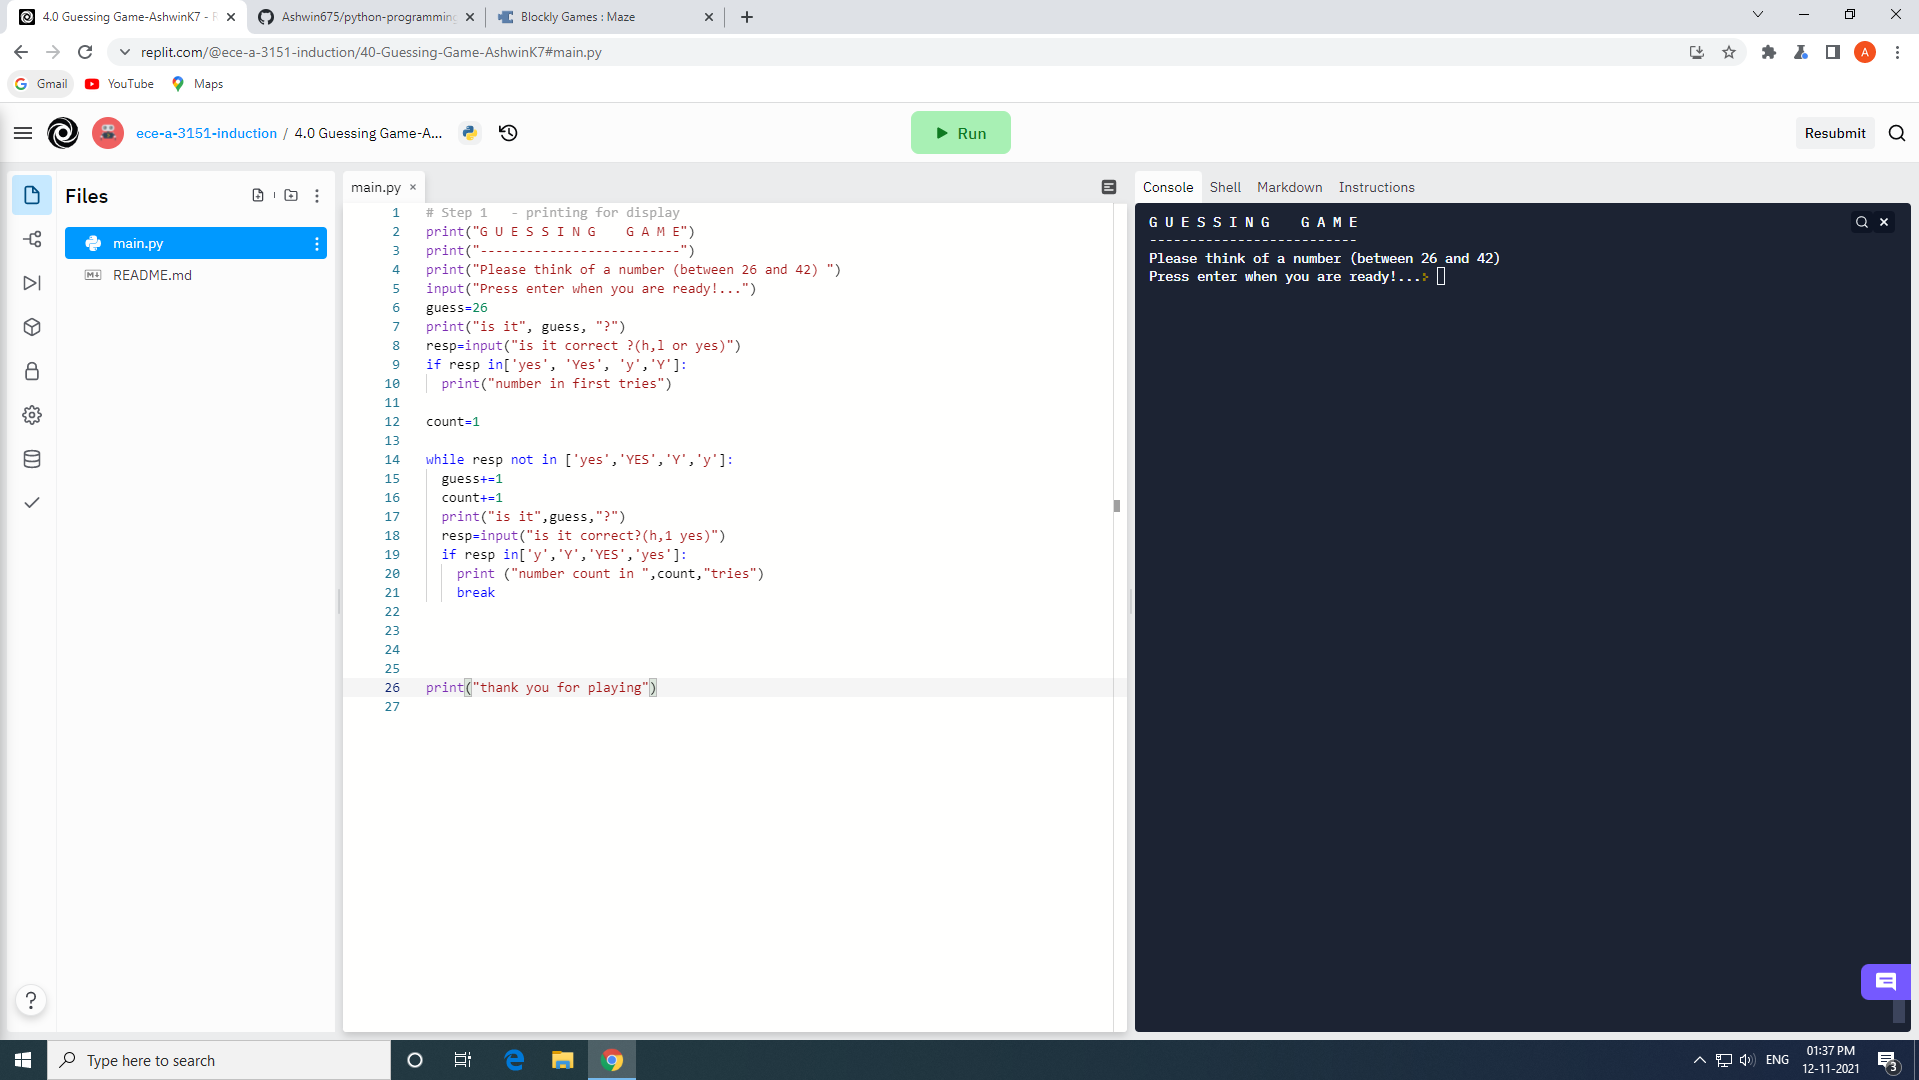 4.0 Guessing Game-AshwinK7 - R
Ashwin675/python-programming
Blockly Games : Maze
replit.com/@ece-a-3151-induction/40-Guessing-Game-AshwinK7#main.py
A
Gmail
YouTube
Maps
ece-a-3151-induction / 4.0 Guessing Game-A...
Run
Resubmit
Files
main.py
README.md
main.py
1 # Step 1   - printing for display
2 print("G U E S S I N G    G A M E")
3 print("--------------------------")
4 print("Please think of a number (between 26 and 42) ")
5 input("Press enter when you are ready!...")
6 guess=26
7 print("is it", guess, "?")
8 resp=input("is it correct ?(h,l or yes)")
9 if resp in['yes', 'Yes', 'y','Y']:
10   print("number in first tries")
11
12 count=1
13
14 while resp not in ['yes','YES','Y','y']:
15   guess+=1
16   count+=1
17   print("is it",guess,"?")
18   resp=input("is it correct?(h,1 yes)")
19   if resp in['y','Y','YES','yes']:
20     print ("number count in ",count,"tries")
21     break
22
23
24
25
26 print("thank you for playing")
27
Console Shell Markdown Instructions
G U E S S I N G    G A M E
--------------------------
Please think of a number (between 26 and 42)
Press enter when you are ready!...
?
Type here to search
ENG
01:37 PM
12-11-2021
3